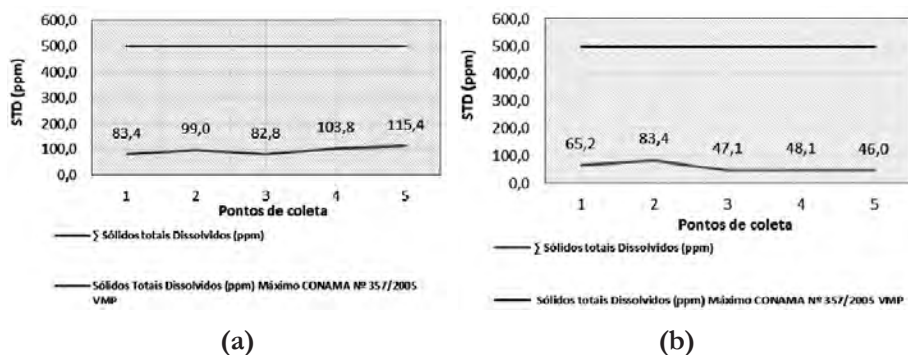 (a)
STD (ppm)
600,0
500,0
400,0
300,0
200,0
100,0
0,0
83,4 99,0 82,8 103,8 115,4
1 2 3 4 5
Pontos de coleta
∑ Sólidos totais Dissolvidos (ppm)
Sólidos Totais Dissolvidos (ppm) Máximo CONAMA Nº 357/2005
VMP
(a)
(b)
STD (ppm)
600,0
500,0
400,0
300,0
200,0
100,0
0,0
65,2 83,4 47,1 48,1 46,0
1 2 3 4 5
Pontos de coleta
∑ Sólidos totais Dissolvidos (ppm)
Sólidos Totais Dissolvidos (ppm) Máximo CONAMA Nº 357/2005 VMP
(b)